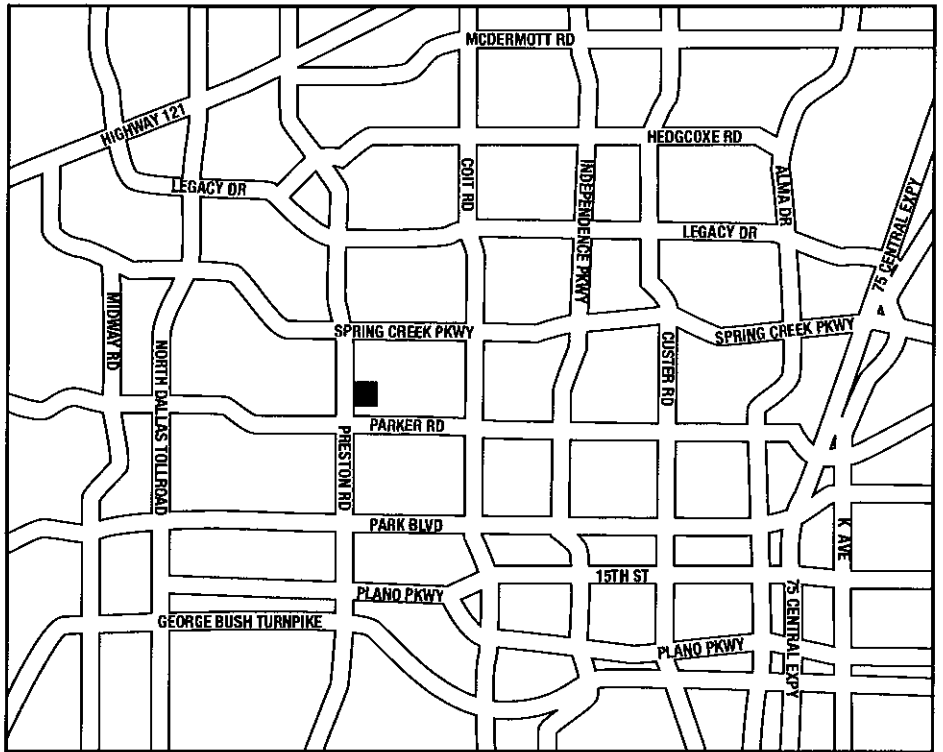 MCDERMOTT RD
HIGHWAY 121
HEDGCOXE RD
LEGACY DR
COIT RD
INDEPENDENCE PKWY
ALMA DR
75 CENTRAL EXPY
LEGACY DR
MIDWAY RD
SPRING CREEK PKWY
SPRING CREEK PKWY
NORTH DALLAS TOLLROAD
CUSTER RD
PARKER RD
PRESTON RD
PARK BLVD
K AVE
15TH ST
PLANO PKWY
75 CENTRAL EXPY
GEORGE BUSH TURNPIKE
PLANO PKWY